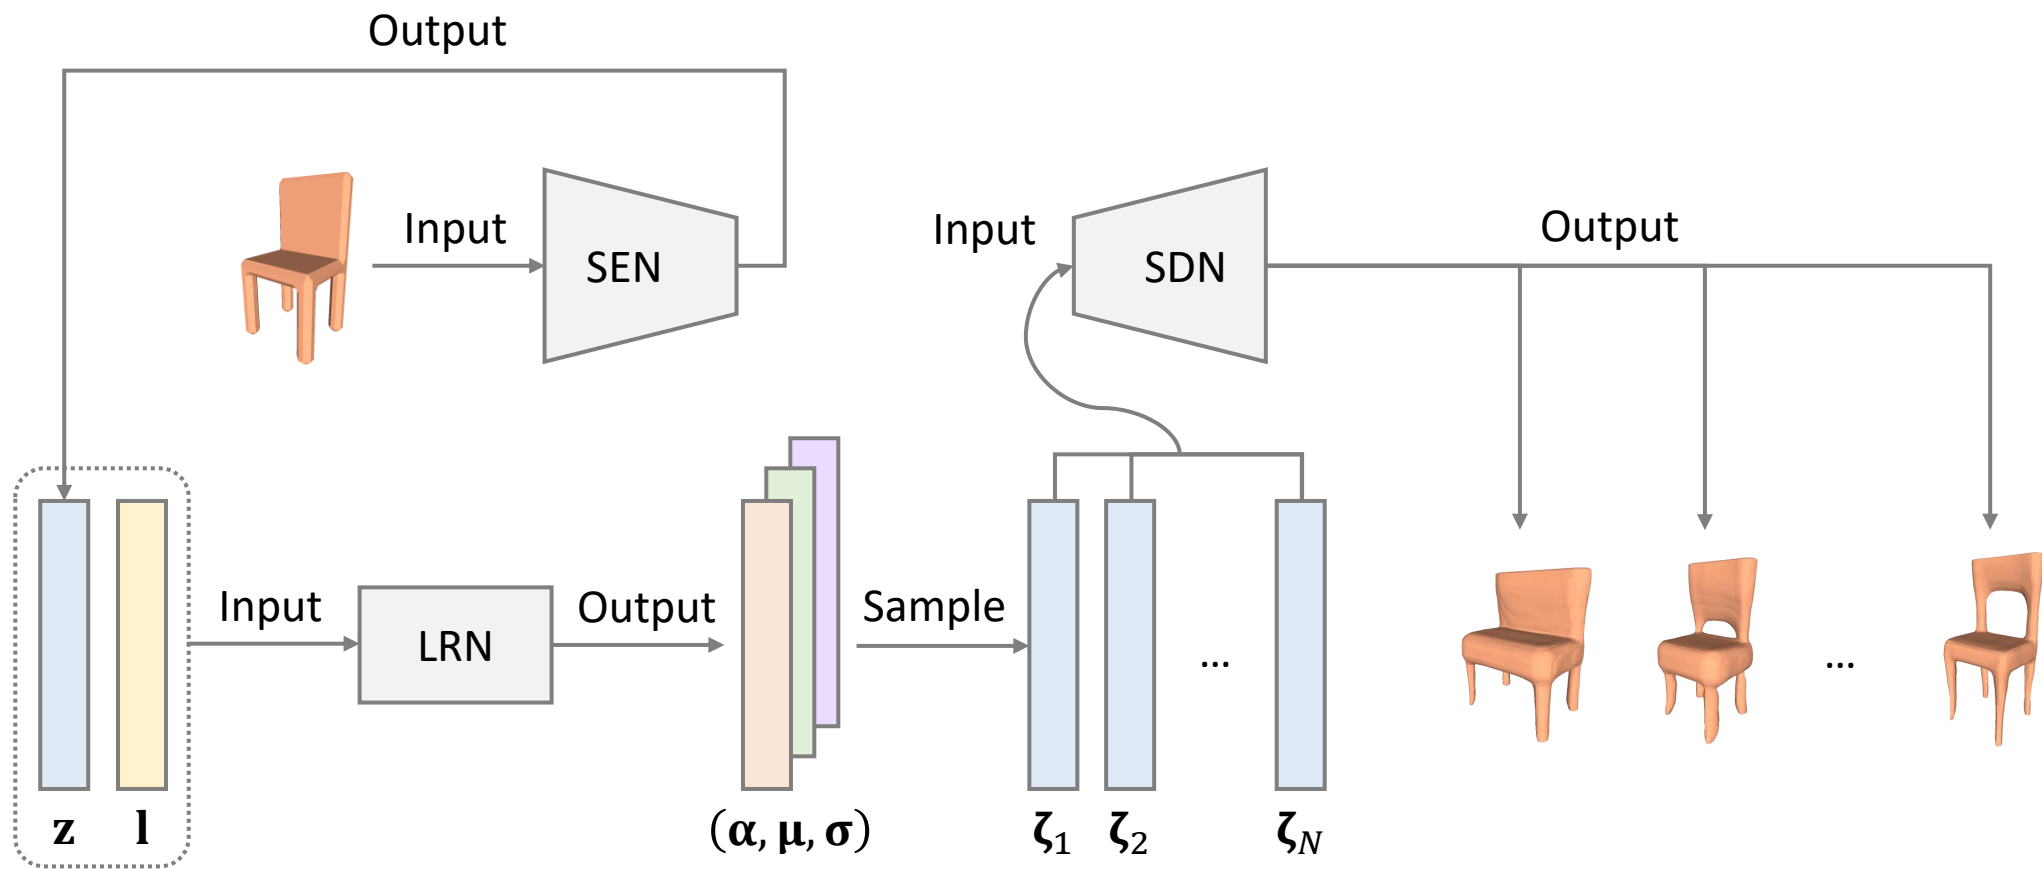 Output
Input
SEN
Input
SDN
Output
Input
LRN
Output
Sample
...
...
z
l
(α, μ, σ)
ζ1
ζ2
ζN